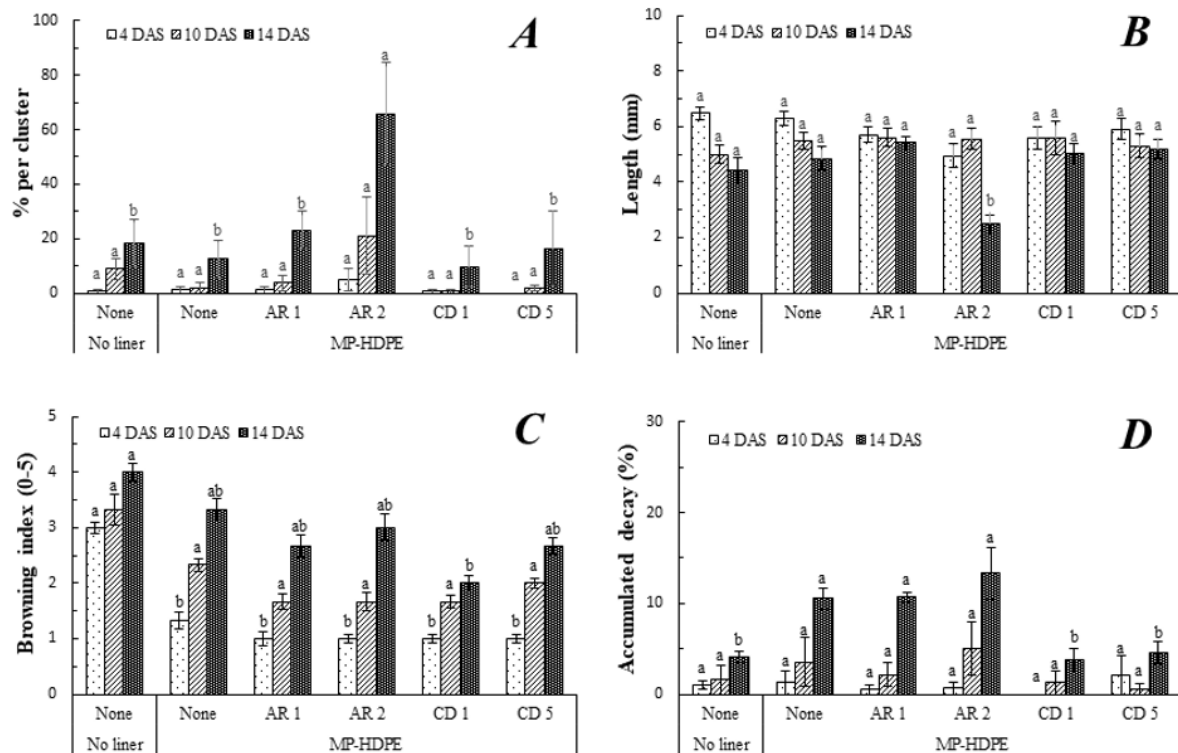 A
4 DAS 10 DAS 14 DAS
% per cluster
100
80
60
40
20
0
a a b
a a b
a a b
a a a
a a b
a a b
None None AR 1 AR 2 CD 1 CD 5
No liner MP-HDPE
B
4 DAS 10 DAS 14 DAS
Length (mm)
10
8
6
4
2
0
a a a
a a a
a a a
a a b
a a a
a a a
None None AR 1 AR 2 CD 1 CD 5
No liner MP-HDPE
C
4 DAS 10 DAS 14 DAS
Browning index (0-5)
5
4
3
2
1
0
a a a
b a ab
b a ab
b a ab
b a b
b a ab
None None AR 1 AR 2 CD 1 CD 5
No liner MP-HDPE
D
4 DAS 10 DAS 14 DAS
Accumulated decay (%)
30
20
10
0
a a b
a a a
a a a
a a a
a a b
a a b
None None AR 1 AR 2 CD 1 CD 5
No liner MP-HDPE